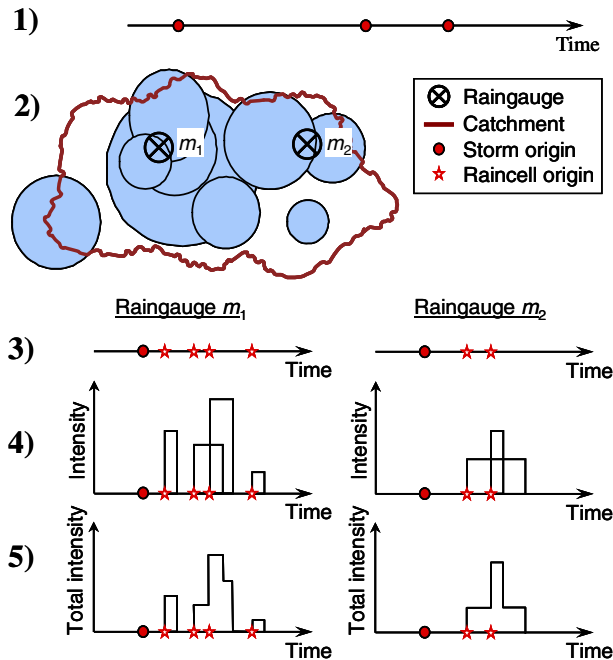 1)
Time
2)
m1
m2
Raingauge
Catchment
Storm origin
Raincell origin
Raingauge m1
Raingauge m2
3)
Time
Time
4)
Intensity
Time
Intensity
Time
5)
Total intensity
Time
Total intensity
Time